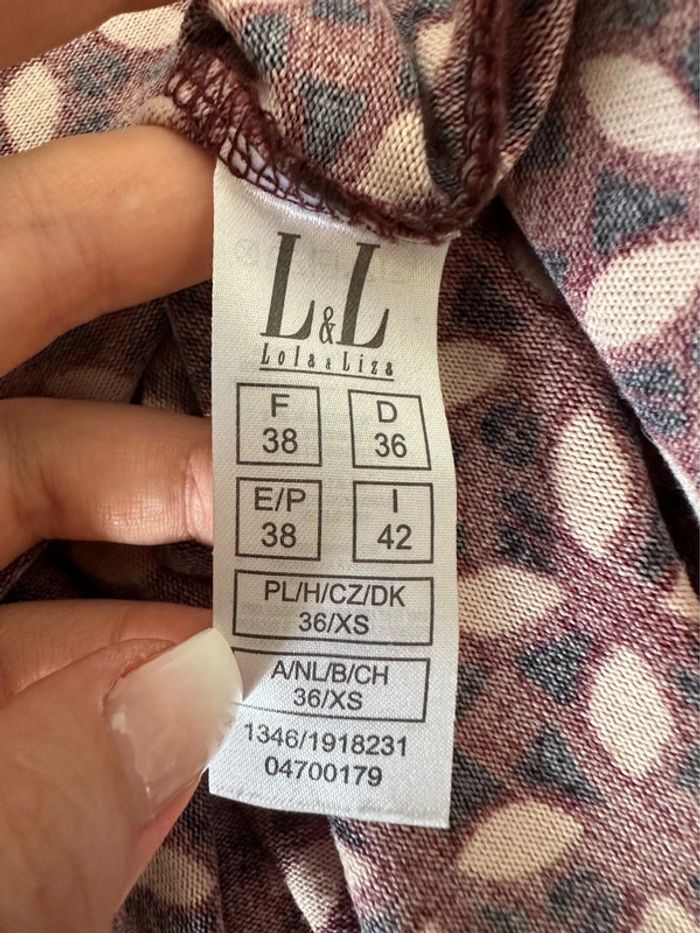 L&L
Lola & Liza
F D
38 36
E/P I
38 42
PL/H/CZ/DK
36/XS
A/NL/B/CH
36/XS
1346/1918231
04700179